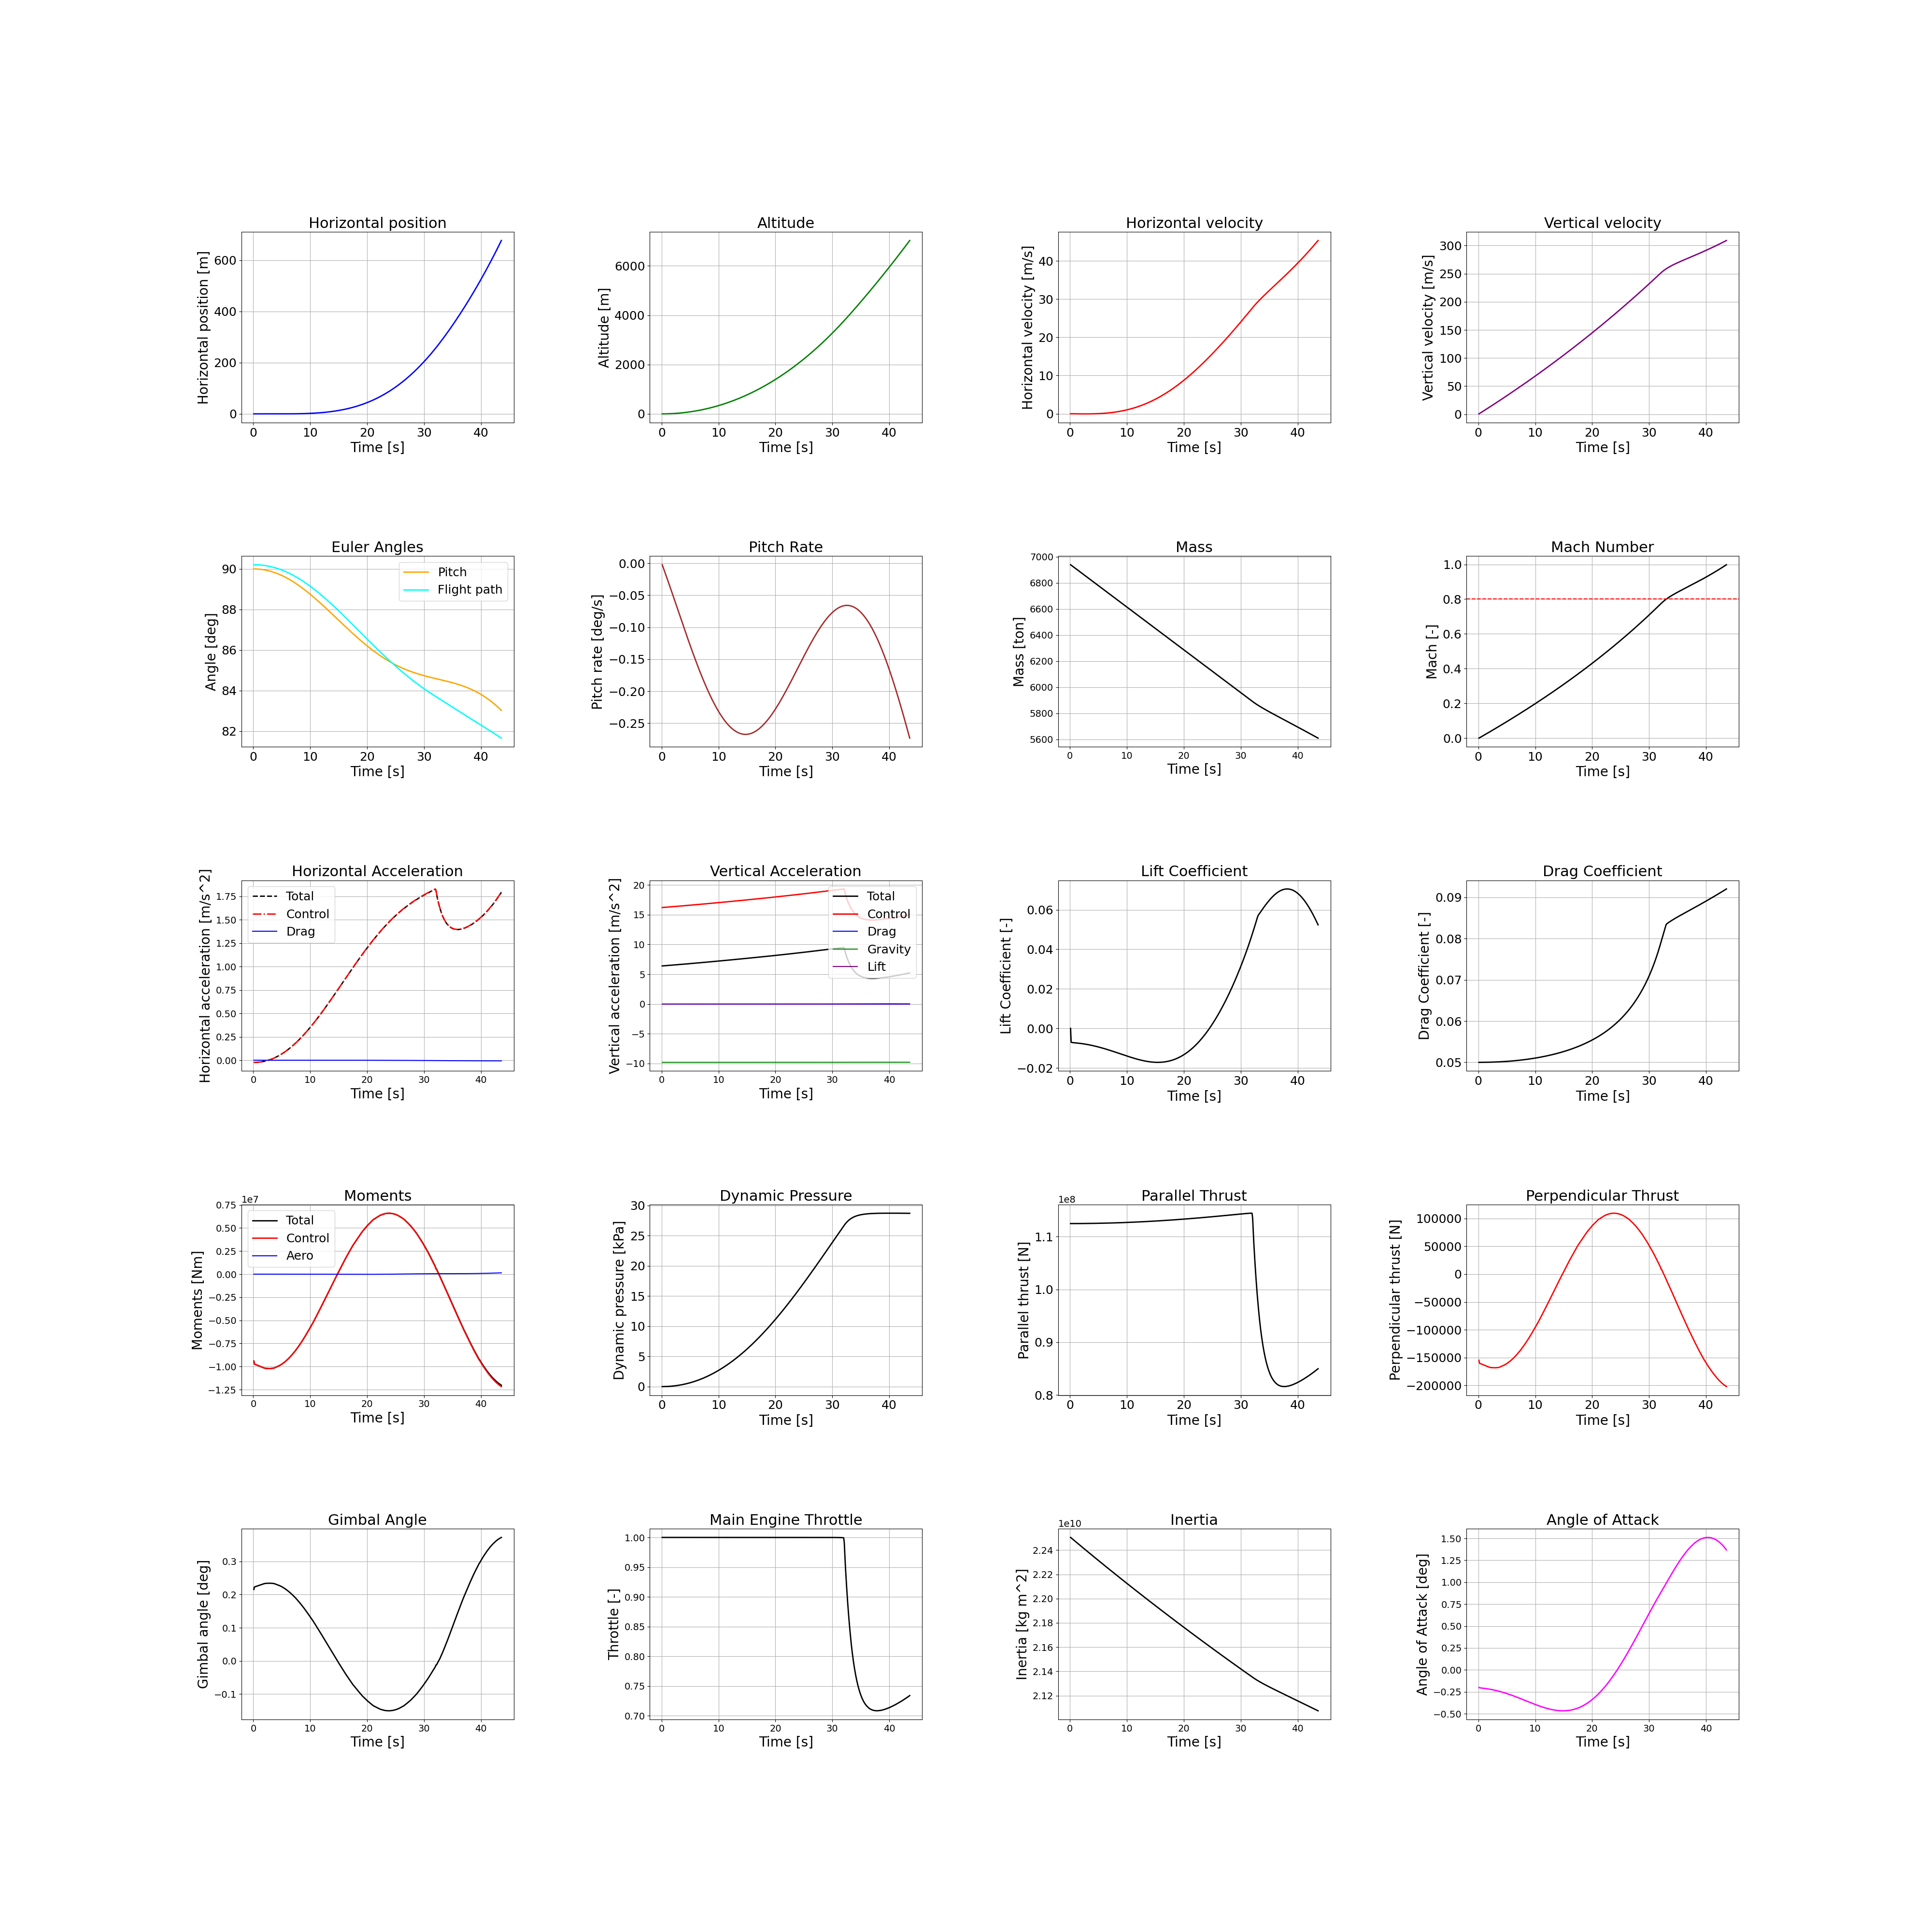 Horizontal position
Horizontal position [m]
600
400
200
0
0 10 20 30 40
Time [s]
Altitude
Altitude [m]
6000
4000
2000
0
0 10 20 30 40
Time [s]
Horizontal velocity
Horizontal velocity [m/s]
40
30
20
10
0
0 10 20 30 40
Time [s]
Vertical velocity
Vertical velocity [m/s]
300
250
200
150
100
50
0
0 10 20 30 40
Time [s]
Euler Angles
Angle [deg]
90
88
86
84
82
Pitch
Flight path
0 10 20 30 40
Time [s]
Pitch Rate
Pitch rate [deg/s]
0.00
−0.05
−0.10
−0.15
−0.20
−0.25
0 10 20 30 40
Time [s]
Mass
Mass [ton]
7000
6800
6600
6400
6200
6000
5800
5600
0 10 20 30 40
Time [s]
Mach Number
Mach [-]
1.0
0.8
0.6
0.4
0.2
0.0
0 10 20 30 40
Time [s]
Horizontal Acceleration
Horizontal acceleration [m/s^2]
1.75
1.50
1.25
1.00
0.75
0.50
0.25
0.00
Total
Control
Drag
0 10 20 30 40
Time [s]
Vertical Acceleration
Vertical acceleration [m/s^2]
20
15
10
5
0
−5
−10
Total
Control
Drag
Gravity
Lift
0 10 20 30 40
Time [s]
Lift Coefficient
Lift Coefficient [-]
0.06
0.04
0.02
0.00
−0.02
0 10 20 30 40
Time [s]
Drag Coefficient
Drag Coefficient [-]
0.09
0.08
0.07
0.06
0.05
0 10 20 30 40
Time [s]
Moments
1e7
Moments [Nm]
0.75
0.50
0.25
0.00
−0.25
−0.50
−0.75
−1.00
−1.25
Total
Control
Aero
0 10 20 30 40
Time [s]
Dynamic Pressure
Dynamic pressure [kPa]
30
25
20
15
10
5
0
0 10 20 30 40
Time [s]
Parallel Thrust
1e8
Parallel thrust [N]
1.1
1.0
0.9
0.8
0 10 20 30 40
Time [s]
Perpendicular Thrust
Perpendicular thrust [N]
100000
50000
0
−50000
−100000
−150000
−200000
0 10 20 30 40
Time [s]
Gimbal Angle
Gimbal angle [deg]
0.3
0.2
0.1
0.0
−0.1
0 10 20 30 40
Time [s]
Main Engine Throttle
Throttle [-]
1.00
0.95
0.90
0.85
0.80
0.75
0.70
0 10 20 30 40
Time [s]
Inertia
1e10
Inertia [kg m^2]
2.24
2.22
2.20
2.18
2.16
2.14
2.12
0 10 20 30 40
Time [s]
Angle of Attack
Angle of Attack [deg]
1.50
1.25
1.00
0.75
0.50
0.25
0.00
−0.25
−0.50
0 10 20 30 40
Time [s]